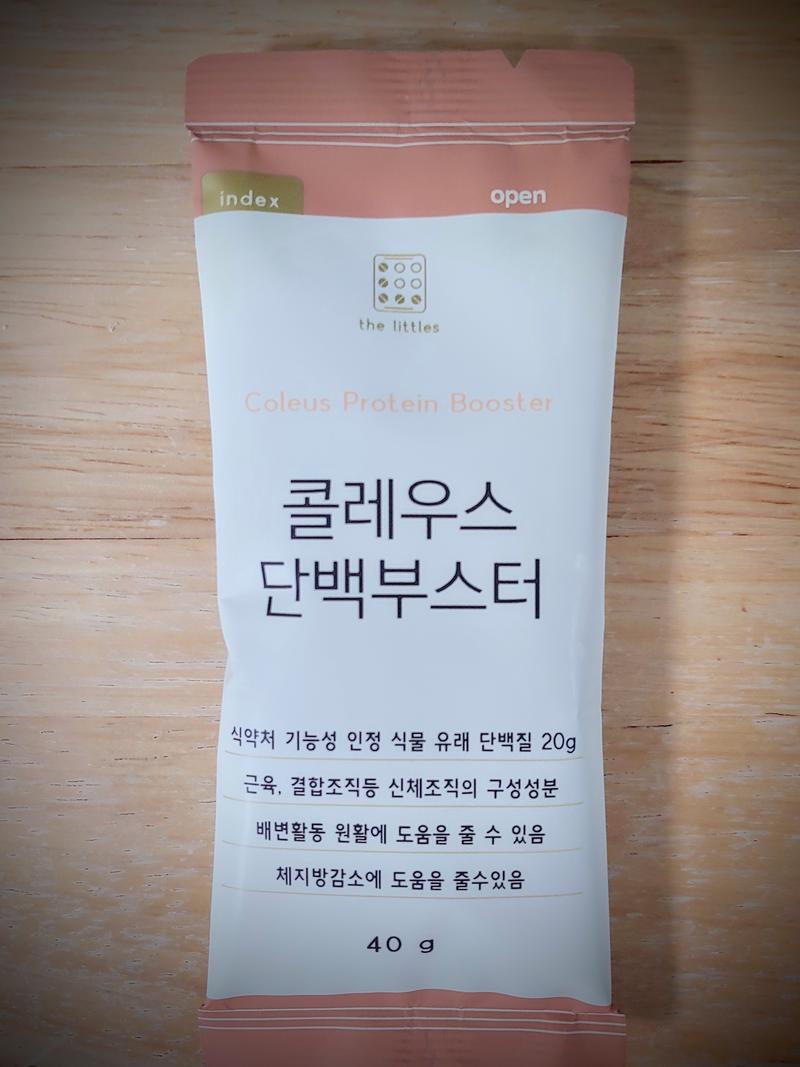 index
open
the littles
Coleus Protein Booster
콜레우스
단백부스터
식약처 기능성 인정 식물 유래 단백질 20g
근육, 결합조직등 신체조직의 구성성분
배변활동 원활에 도움을 줄 수 있음
체지방감소에 도움을 줄수있음
40 g